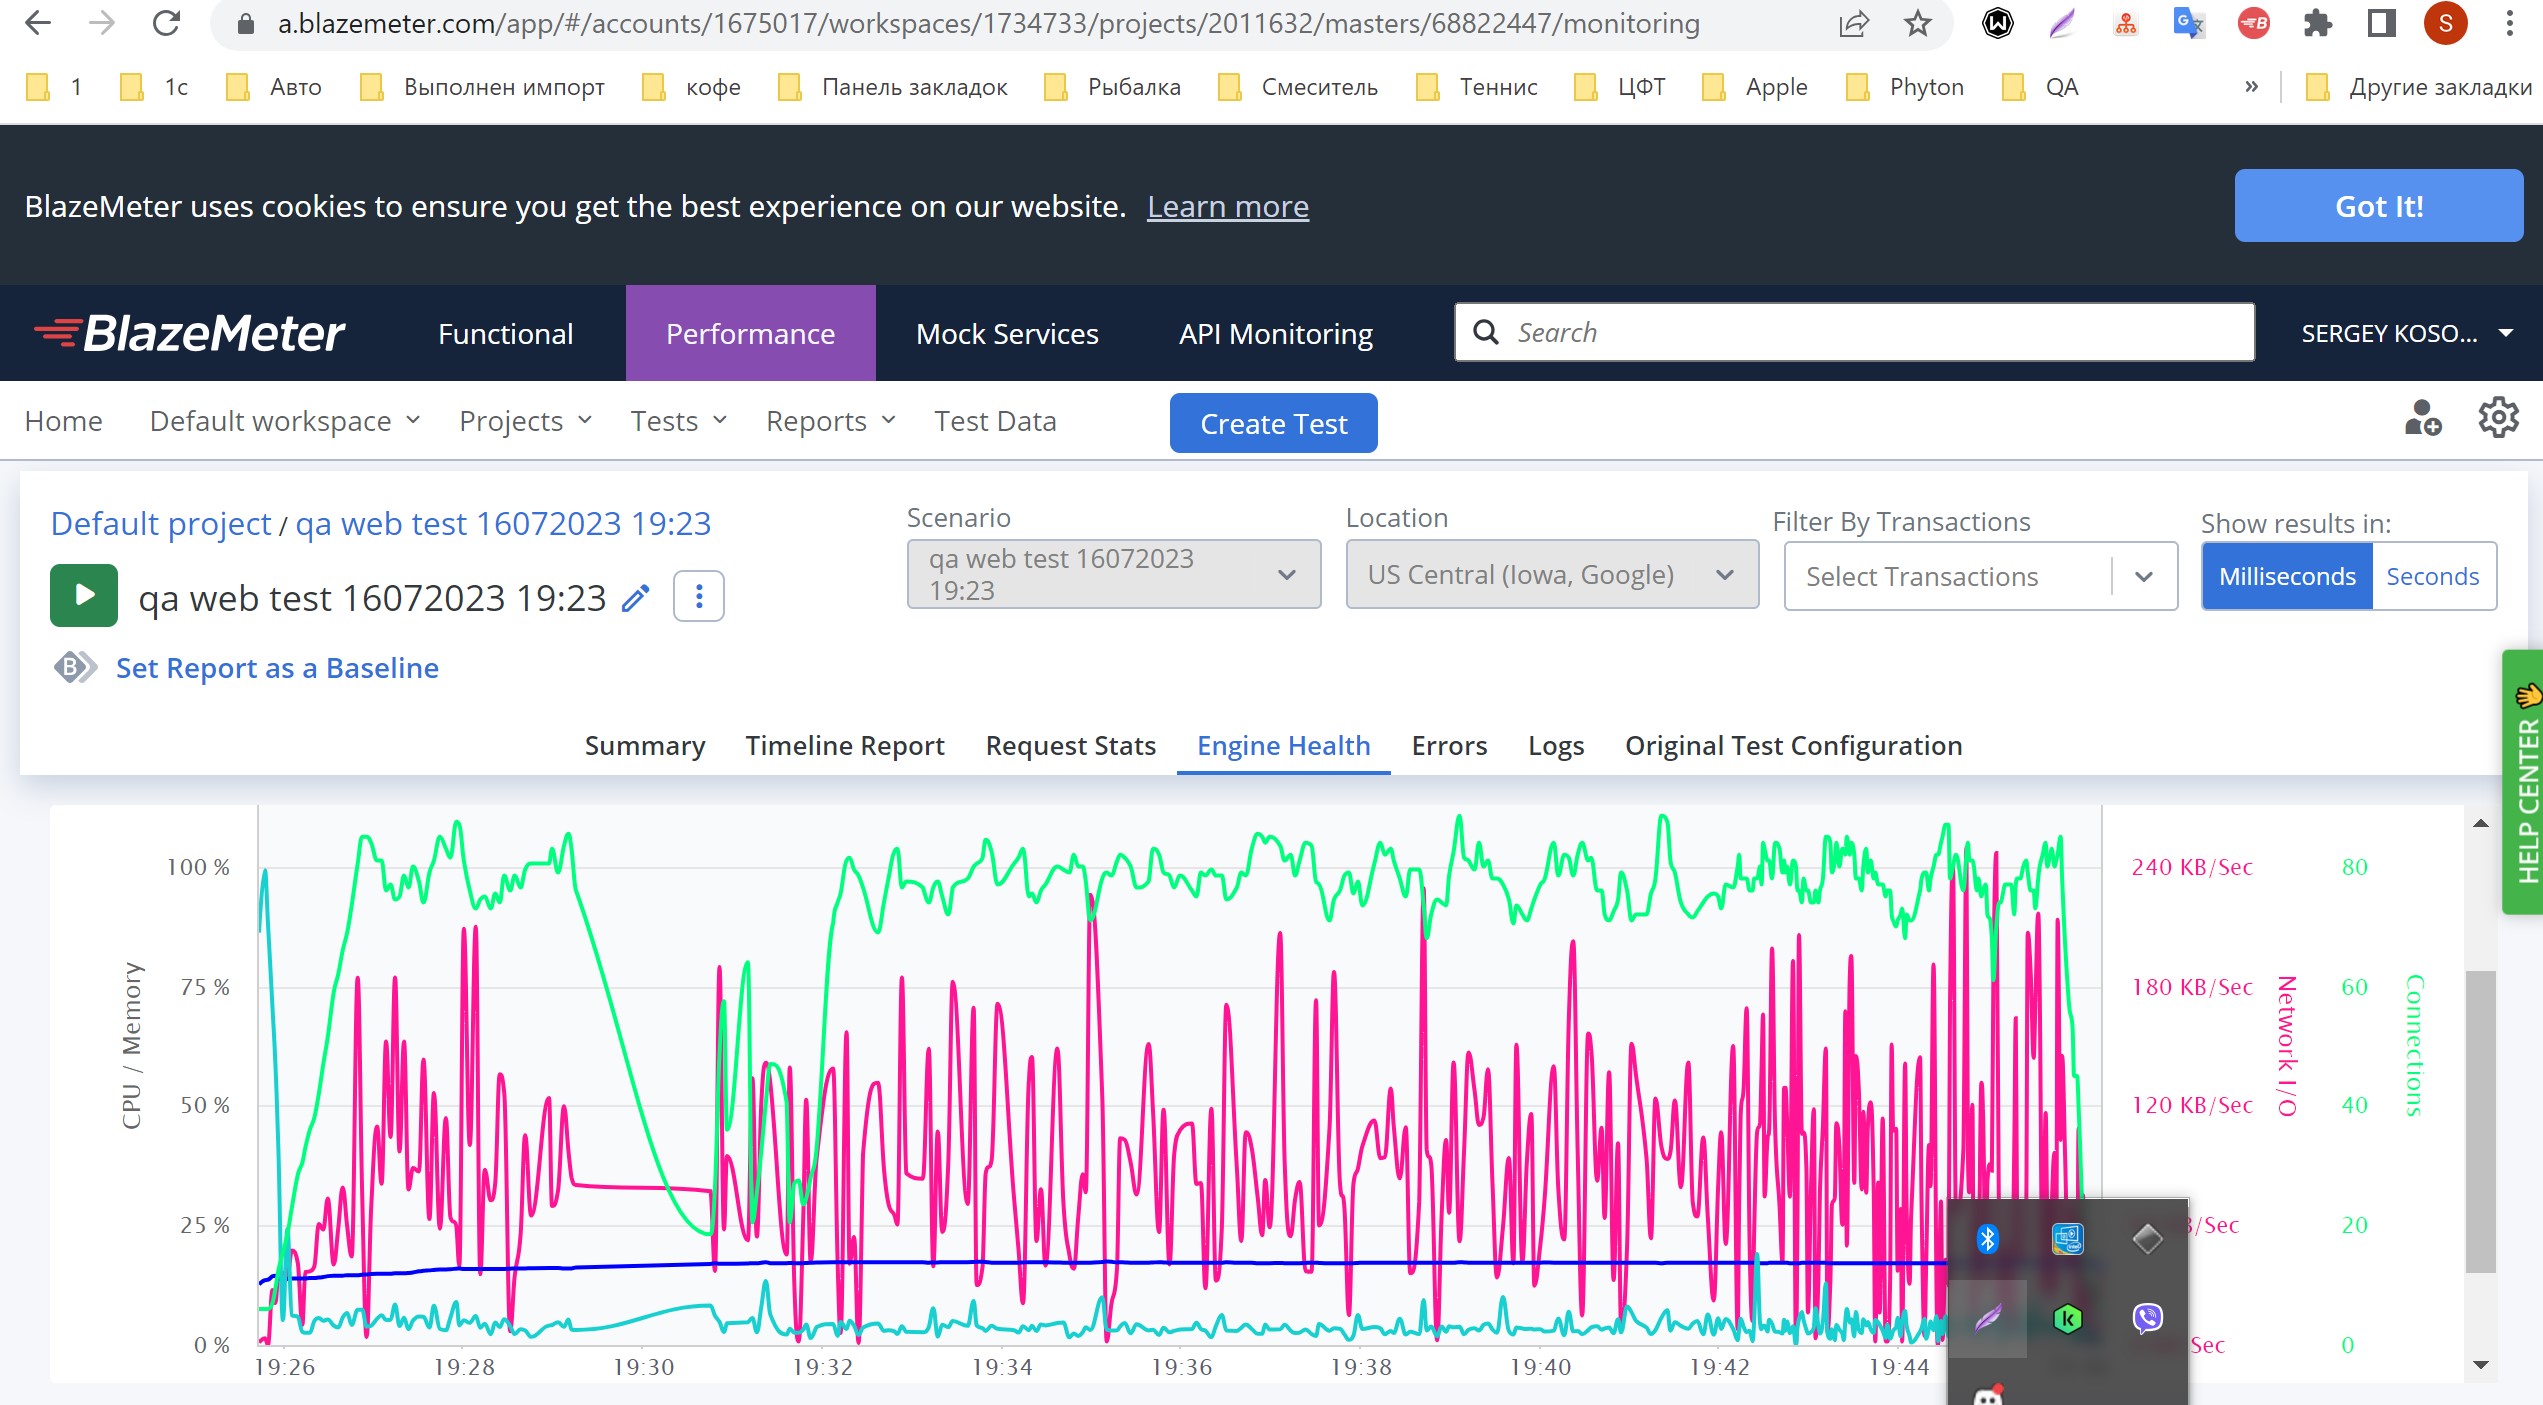 a.blazemeter.com/app/#/accounts/1675017/workspaces/1734733/projects/2011632/masters/68822447/monitoring
S
1 1c Авто Выполнен импорт кофе Панель закладок Рыбалка Смеситель Теннис ЦФТ Apple Phyton QA » Другие закладки
BlazeMeter uses cookies to ensure you get the best experience on our website. Learn more
Got It!
BlazeMeter Functional Performance Mock Services API Monitoring Search SERGEY KOSO...
Home Default workspace Projects Tests Reports Test Data Create Test
Default project / qa web test 16072023 19:23
qa web test 16072023 19:23
Set Report as a Baseline
Scenario
qa web test 16072023
19:23
Location
US Central (Iowa, Google)
Filter By Transactions
Select Transactions
Show results in:
Milliseconds Seconds
HELP CENTER
Summary Timeline Report Request Stats Engine Health Errors Logs Original Test Configuration
CPU / Memory
100 %
75 %
50 %
25 %
0 %
240 KB/Sec
180 KB/Sec
120 KB/Sec
B/Sec
Sec
Network I/O
80
60
40
20
0
Connections
19:26 19:28 19:30 19:32 19:34 19:36 19:38 19:40 19:42 19:44